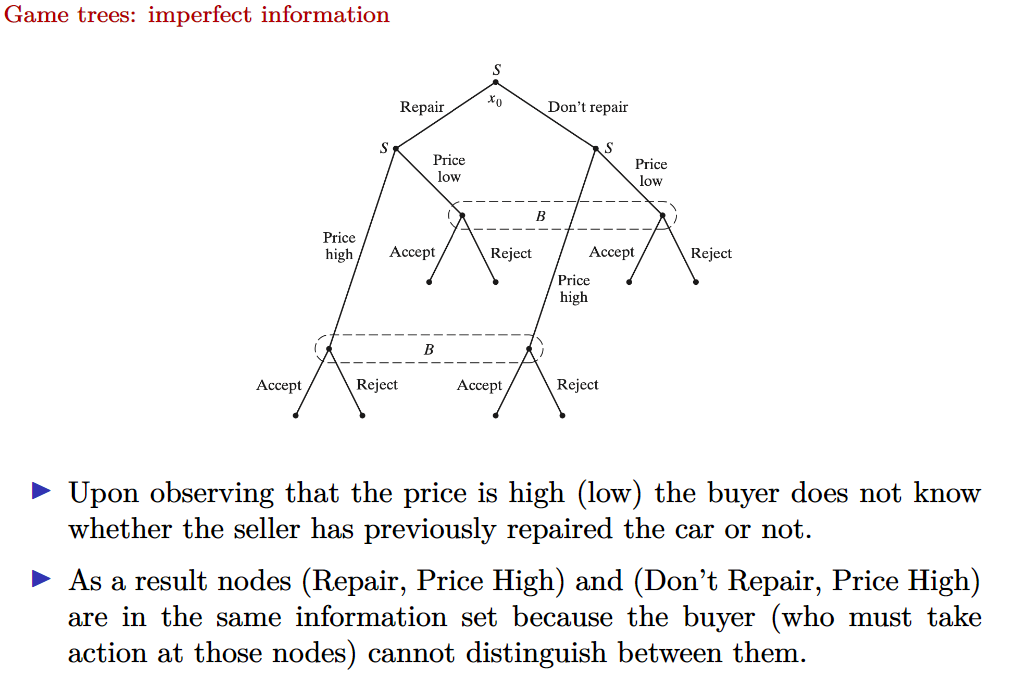 Game trees: imperfect information
S
x0
Repair
Don't repair
S
S
Price
low
Price
low
B
Price
high
Accept
Reject
Accept
Reject
Price
high
B
Accept
Reject
Accept
Reject
Upon observing that the price is high (low) the buyer does not know
whether the seller has previously repaired the car or not.
As a result nodes (Repair, Price High) and (Don't Repair, Price High)
are in the same information set because the buyer (who must take
action at those nodes) cannot distinguish between them.